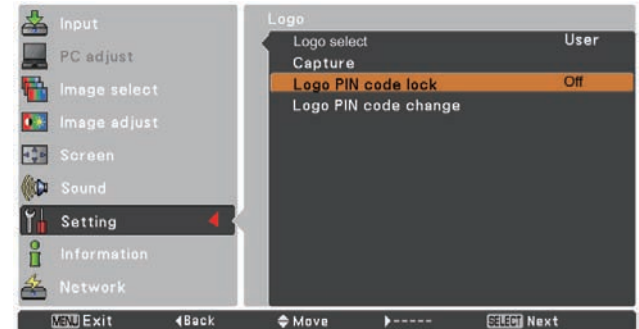 Input
PC adjust
Image select
Image adjust
Screen
Sound
Setting
Information
Network
Logo
Logo select User
Capture
Logo PIN code lock Off
Logo PIN code change
MENU Exit Back Move ----- SELECT Next